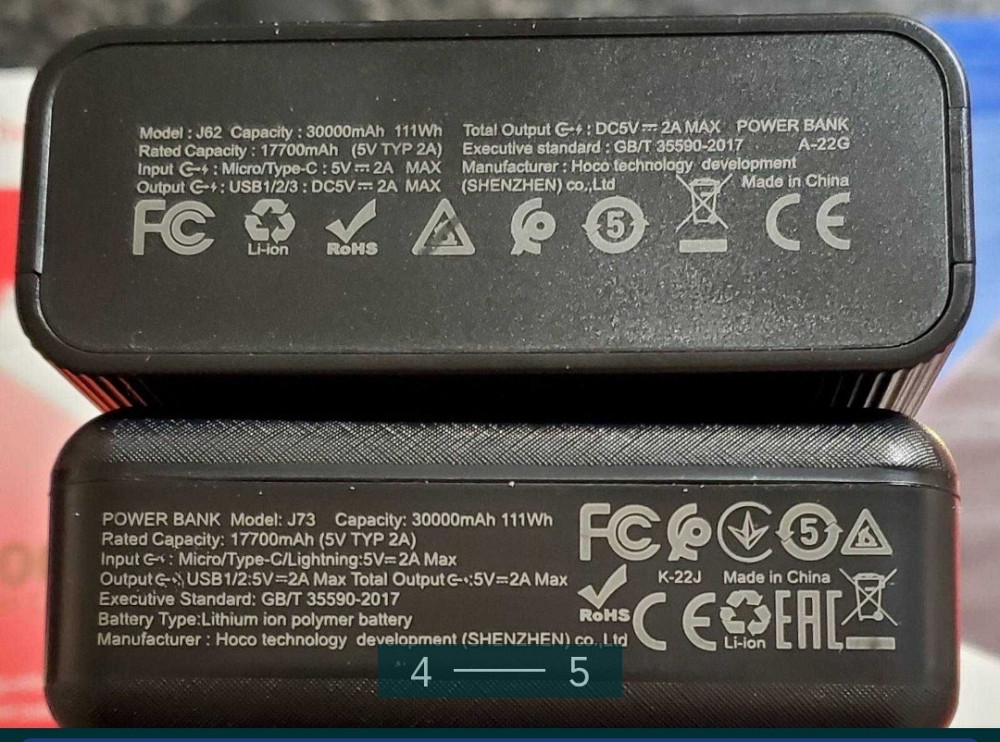 Model : J62 Capacity : 30000mAh 111Wh
Rated Capacity : 17700mAh (5V TYP 2A)
Input : Micro/Type-C : 5V⎓2A MAX
Output : USB1/2/3 : DC5V⎓2A MAX
Total Output : DC5V⎓2A MAX POWER BANK
Executive standard : GB/T 35590-2017 A-22G
Manufacturer : Hoco technology development
(SHENZHEN) co.,Ltd Made in China
FC Li-ion RoHS 5 CE
POWER BANK Model: J73 Capacity: 30000mAh 111Wh
Rated Capacity: 17700mAh (5V TYP 2A)
Input : Micro/Type-C/Lightning:5V⎓2A Max
Output : USB1/2:5V⎓2A Max Total Output :5V⎓2A Max
Executive Standard: GB/T 35590-2017
Battery Type:Lithium ion polymer battery
Manufacturer : Hoco technology development (SHENZHEN) co.,Ltd
FC 5
K-22J Made in China
RoHS CE Li-ion EAC
4 — 5